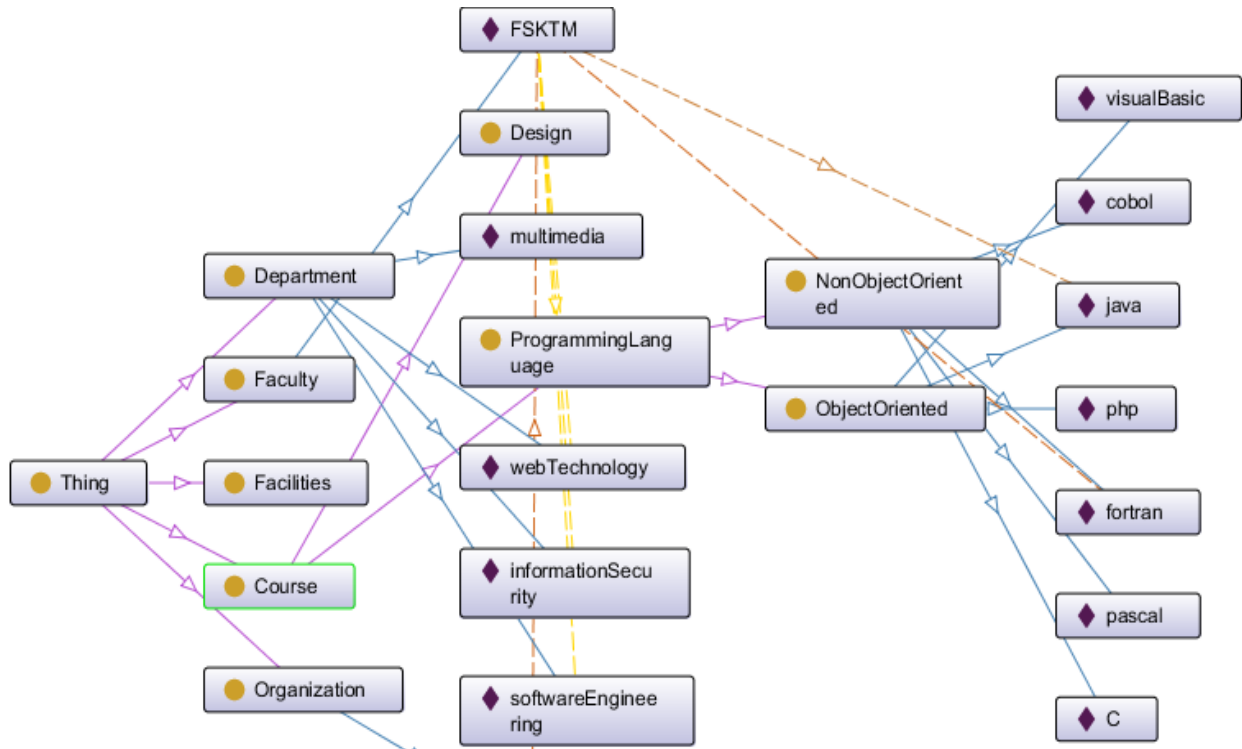 FSKTM
Design
multimedia
Department
Faculty
ProgrammingLang
uage
Thing
Facilities
webTechnology
Course
informationSecu
rity
Organization
softwareEnginee
ring
NonObjectOrient
ed
ObjectOriented
visualBasic
cobol
java
php
fortran
pascal
C